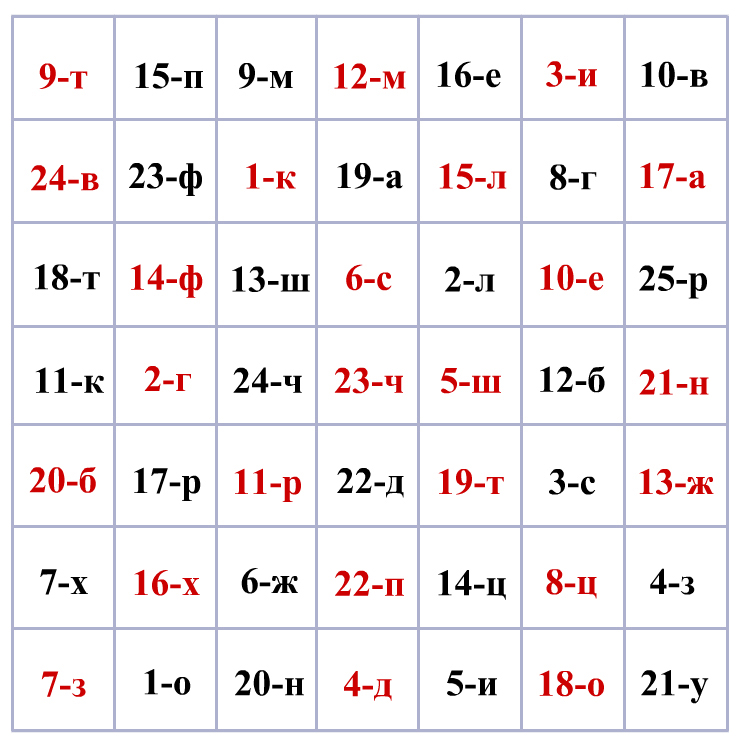 9-т 15-п 9-м 12-м 16-е 3-и 10-в
24-в 23-ф 1-к 19-а 15-л 8-г 17-а
18-т 14-ф 13-ш 6-с 2-л 10-е 25-р
11-к 2-г 24-ч 23-ч 5-ш 12-б 21-н
20-б 17-р 11-р 22-д 19-т 3-с 13-ж
7-х 16-х 6-ж 22-п 14-ц 8-ц 4-з
7-з 1-о 20-н 4-д 5-и 18-о 21-у